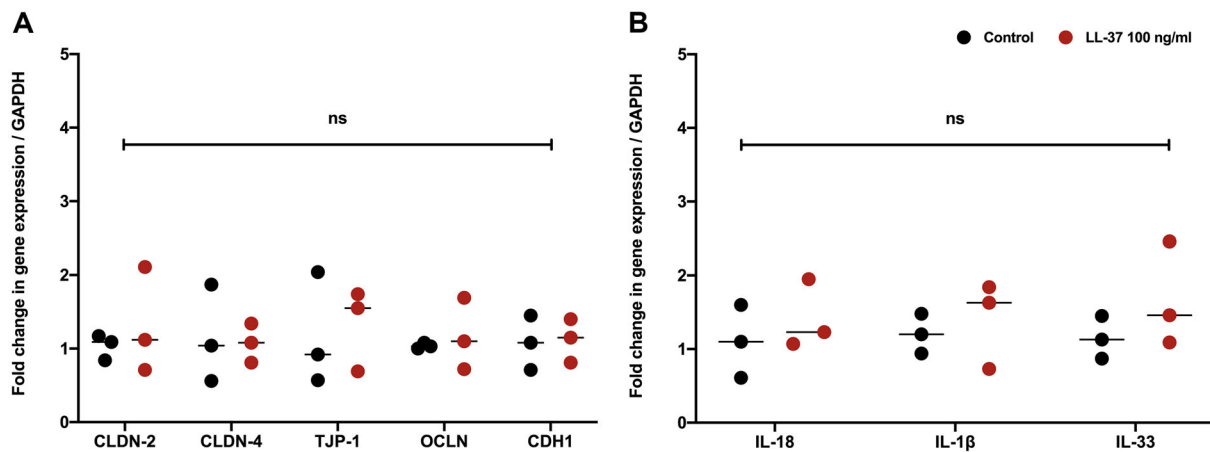 A
Fold change in gene expression / GAPDH
5
4
3
2
1
0
ns
CLDN-2 CLDN-4 TJP-1 OCLN CDH1
B
Control LL-37 100 ng/ml
Fold change in gene expression / GAPDH
5
4
3
2
1
0
ns
IL-18 IL-1β IL-33